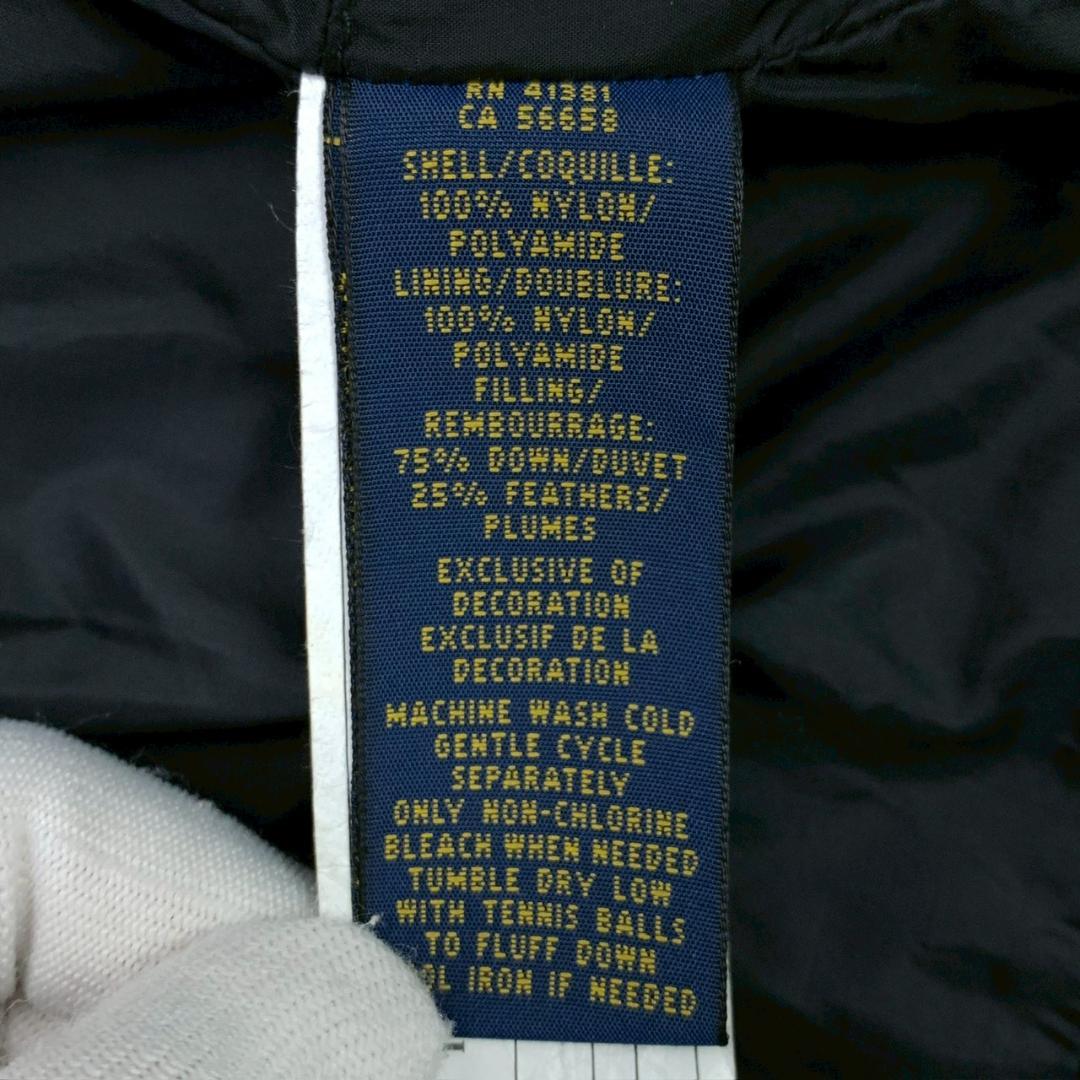 RN 41381
CA 56658
SHELL/COQUILLE:
100% NYLON/
POLYAMIDE
LINING/DOUBLURE:
100% NYLON/
POLYAMIDE
FILLING/
REMBOURRAGE:
75% DOWN/DUVET
25% FEATHERS/
PLUMES
EXCLUSIVE OF
DECORATION
EXCLUSIF DE LA
DECORATION
MACHINE WASH COLD
GENTLE CYCLE
SEPARATELY
ONLY NON-CHLORINE
BLEACH WHEN NEEDED
TUMBLE DRY LOW
WITH TENNIS BALLS
TO FLUFF DOWN
IRON IF NEEDED